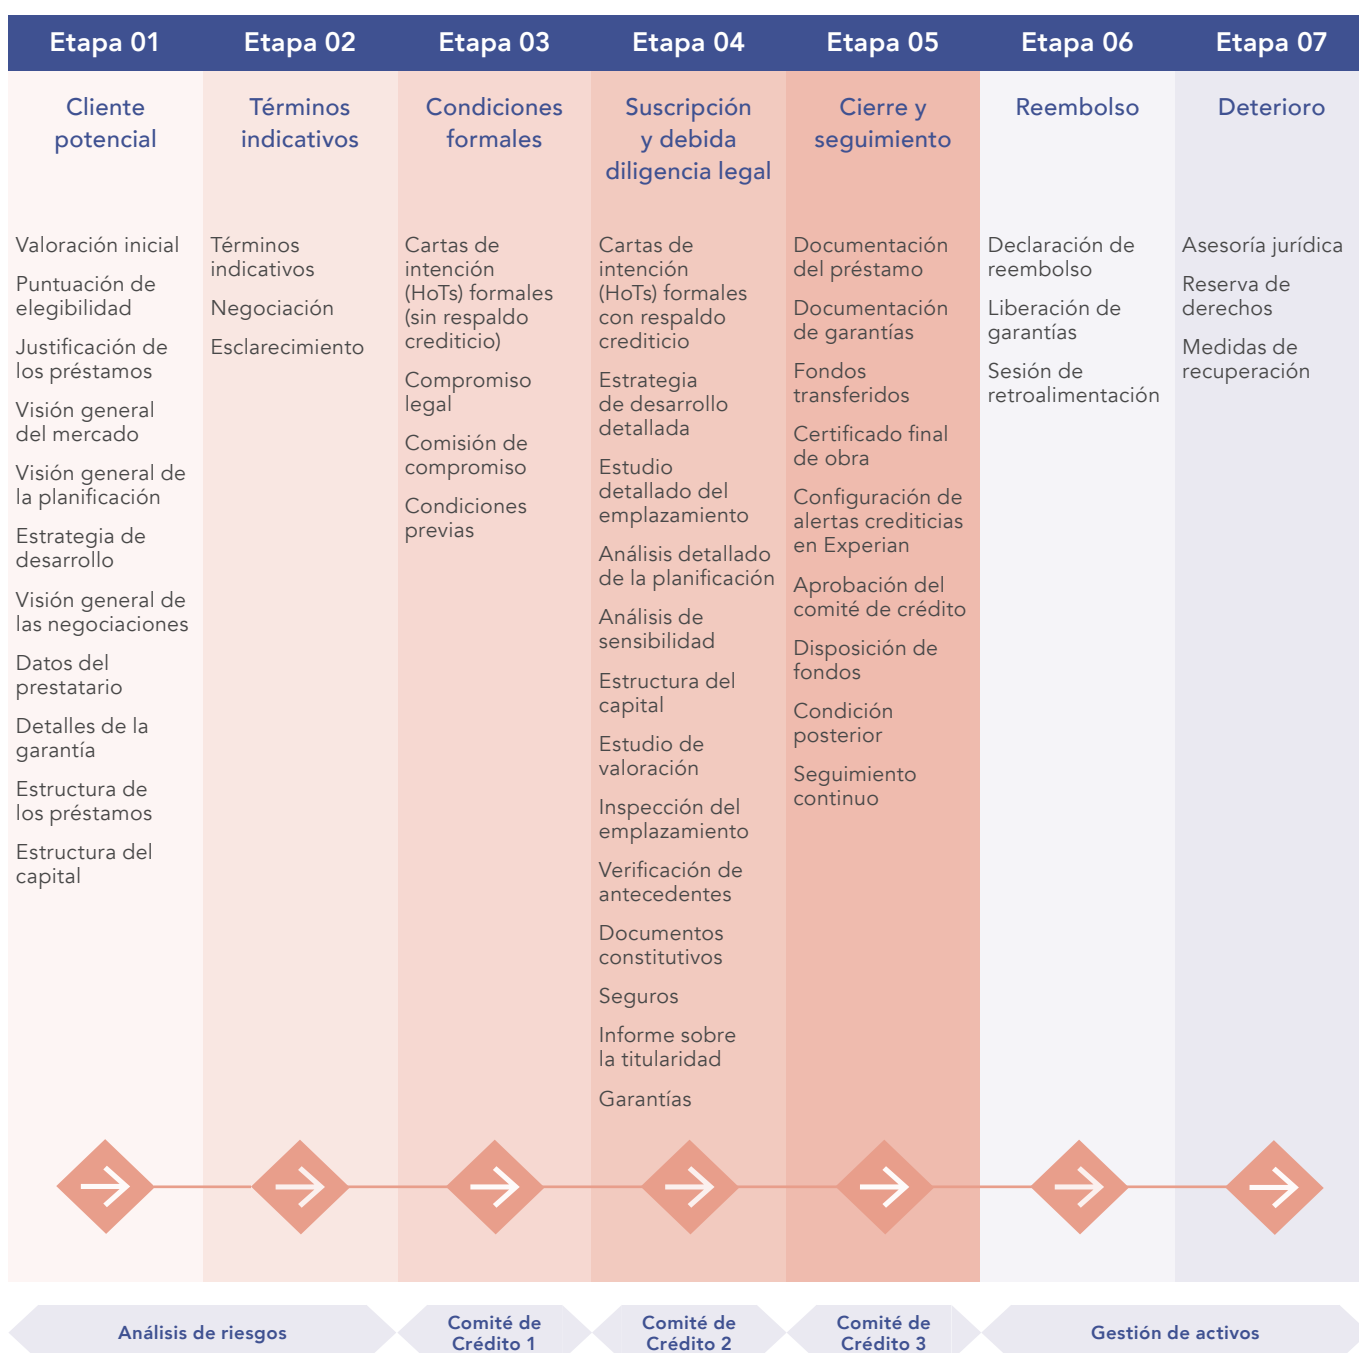 Etapa 01
Cliente
potencial
Valoración inicial
Puntuación de
elegibilidad
Justificación de
los préstamos
Visión general
del mercado
Visión general de
la planificación
Estrategia de
desarrollo
Visión general de
las negociaciones
Datos del
prestatario
Detalles de la
garantía
Estructura de
los préstamos
Estructura del
capital
Etapa 02
Términos
indicativos
Términos
indicativos
Negociación
Esclarecimiento
Etapa 03
Condiciones
formales
Cartas de
intención
(HoTs) formales
(sin respaldo
crediticio)
Compromiso
legal
Comisión de
compromiso
Condiciones
previas
Etapa 04
Suscripción
y debida
diligencia legal
Cartas de
intención
(HoTs) formales
con respaldo
crediticio
Estrategia
de desarrollo
detallada
Estudio
detallado del
emplazamiento
Análisis detallado
de la planificación
Análisis de
sensibilidad
Estructura del
capital
Estudio de
valoración
Inspección del
emplazamiento
Verificación de
antecedentes
Documentos
constitutivos
Seguros
Informe sobre
la titularidad
Garantías
Etapa 05
Cierre y
seguimiento
Documentación
del préstamo
Documentación
de garantías
Fondos
transferidos
Certificado final
de obra
Configuración de
alertas crediticias
en Experian
Aprobación del
comité de crédito
Disposición de
fondos
Condición
posterior
Seguimiento
continuo
Etapa 06
Reembolso
Declaración de
reembolso
Liberación de
garantías
Sesión de
retroalimentación
Etapa 07
Deterioro
Asesoría jurídica
Reserva de
derechos
Medidas de
recuperación
Análisis de riesgos
Comité de
Crédito 1
Comité de
Crédito 2
Comité de
Crédito 3
Gestión de activos